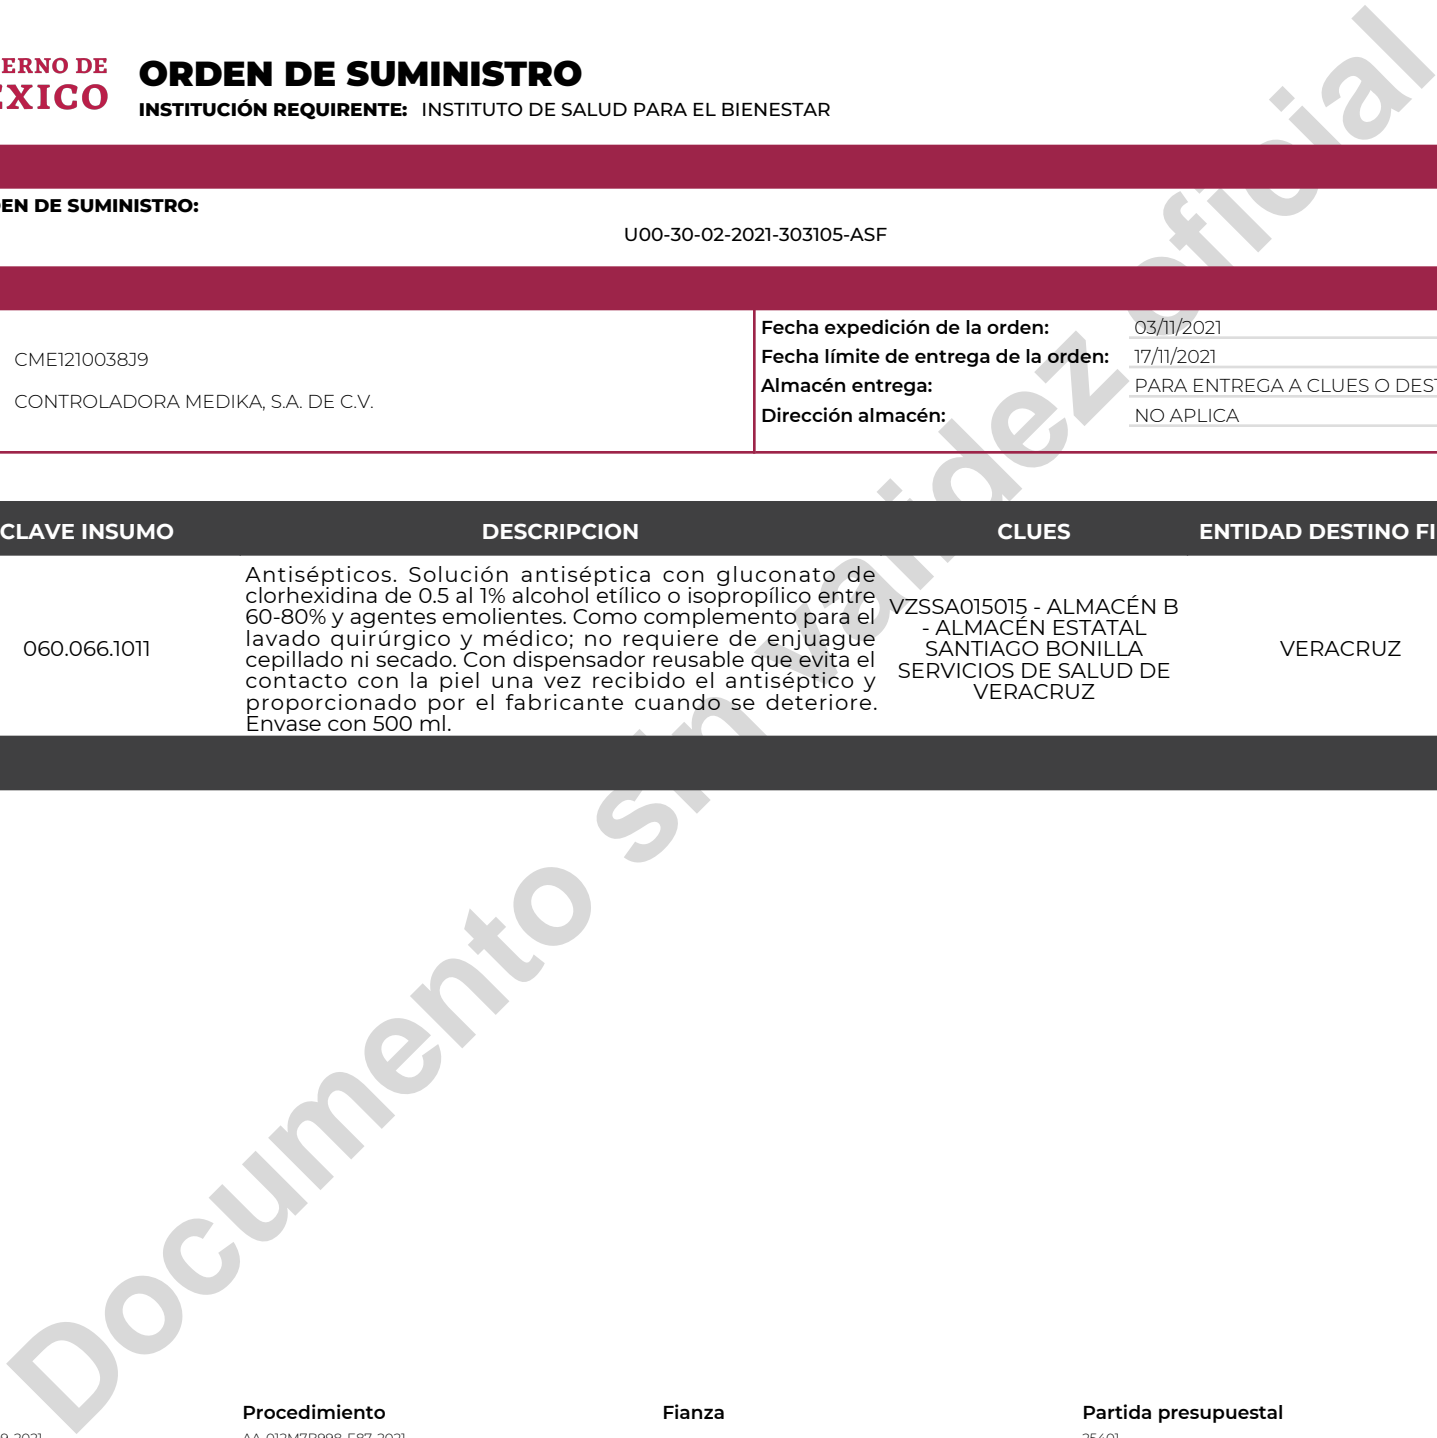 ERNO DE
EXICO
ORDEN DE SUMINISTRO
INSTITUCIÓN REQUIRENTE: INSTITUTO DE SALUD PARA EL BIENESTAR
EN DE SUMINISTRO:
U00-30-02-2021-303105-ASF
CME1210038J9
CONTROLADORA MEDIKA, S.A. DE C.V.
Fecha expedición de la orden: 03/11/2021
Fecha límite de entrega de la orden: 17/11/2021
Almacén entrega: PARA ENTREGA A CLUES O DEST
Dirección almacén: NO APLICA
CLAVE INSUMO DESCRIPCION CLUES ENTIDAD DESTINO FI
060.066.1011
Antisépticos. Solución antiséptica con gluconato de
clorhexidina de 0.5 al 1% alcohol etílico o isopropílico entre
60-80% y agentes emolientes. Como complemento para el
lavado quirúrgico y médico; no requiere de enjuague
cepillado ni secado. Con dispensador reusable que evita el
contacto con la piel una vez recibido el antiséptico y
proporcionado por el fabricante cuando se deteriore.
Envase con 500 ml.
VZSSA015015 - ALMACÉN B
- ALMACÉN ESTATAL
SANTIAGO BONILLA
SERVICIOS DE SALUD DE
VERACRUZ
VERACRUZ
Documento sin validez oficial
Procedimiento Fianza Partida presupuestal